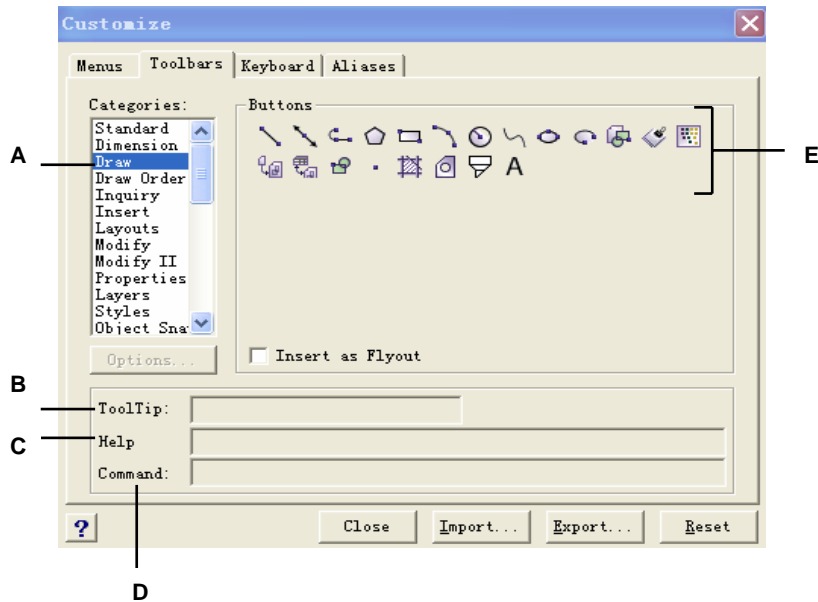 Customize
Menus Toolbars Keyboard Aliases
Categories:
Buttons
Standard
Dimension
Draw
Draw Order
Inquiry
Insert
Layouts
Modify
Modify II
Properties
Layers
Styles
Object Sna
A
E
A
Options...
Insert as Flyout
B
ToolTip:
C
Help
Command:
? Close Import... Export... Reset
D